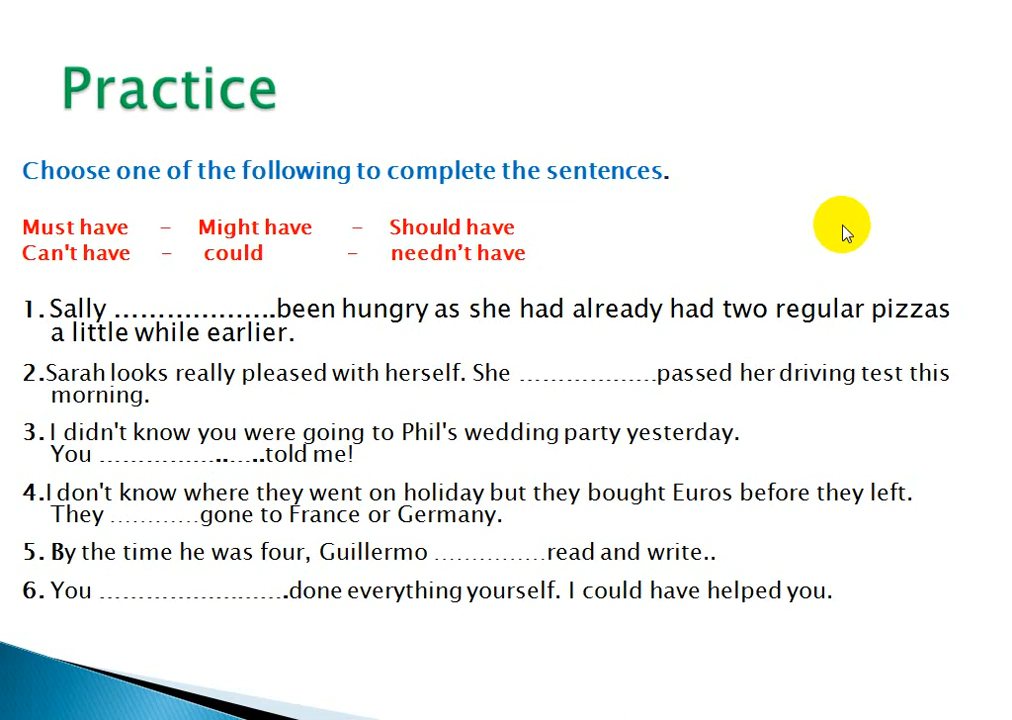 Practice
Choose one of the following to complete the sentences.
Must have – Might have – Should have
Can't have – could – needn’t have
1. Sally ……………….been hungry as she had already had two regular pizzas
a little while earlier.
2.Sarah looks really pleased with herself. She ………………passed her driving test this
morning.
3. I didn't know you were going to Phil's wedding party yesterday.
You ……………..…..told me!
4.I don't know where they went on holiday but they bought Euros before they left.
They …………gone to France or Germany.
5. By the time he was four, Guillermo ……………read and write..
6. You …………………….done everything yourself. I could have helped you.